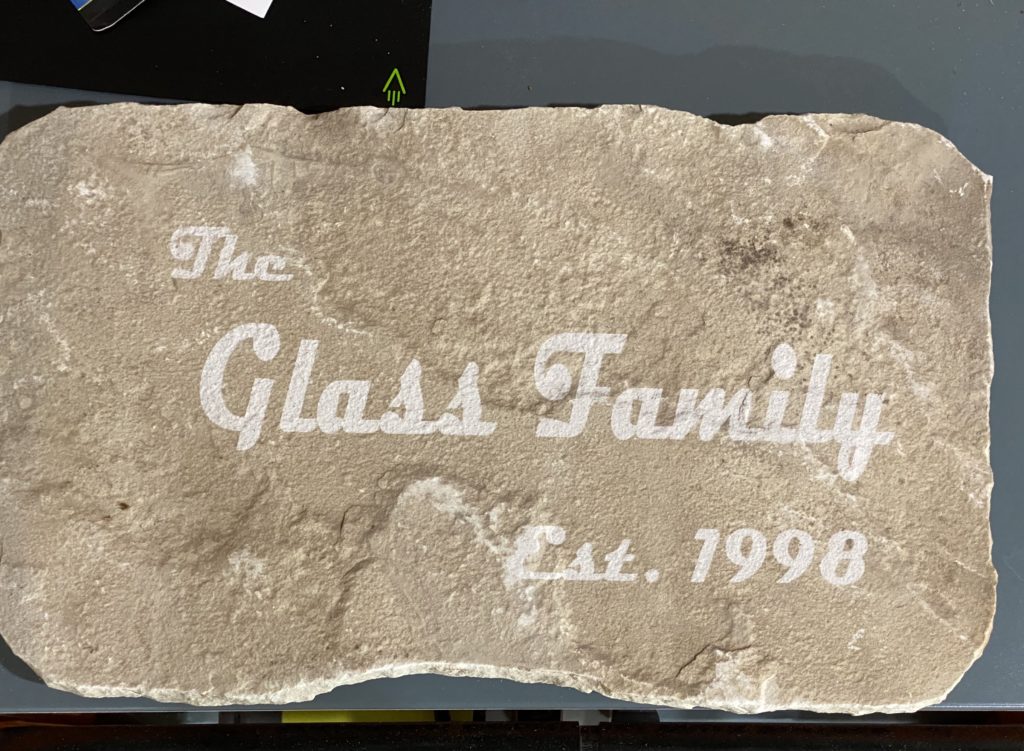 The
Glass Family
Est. 1998